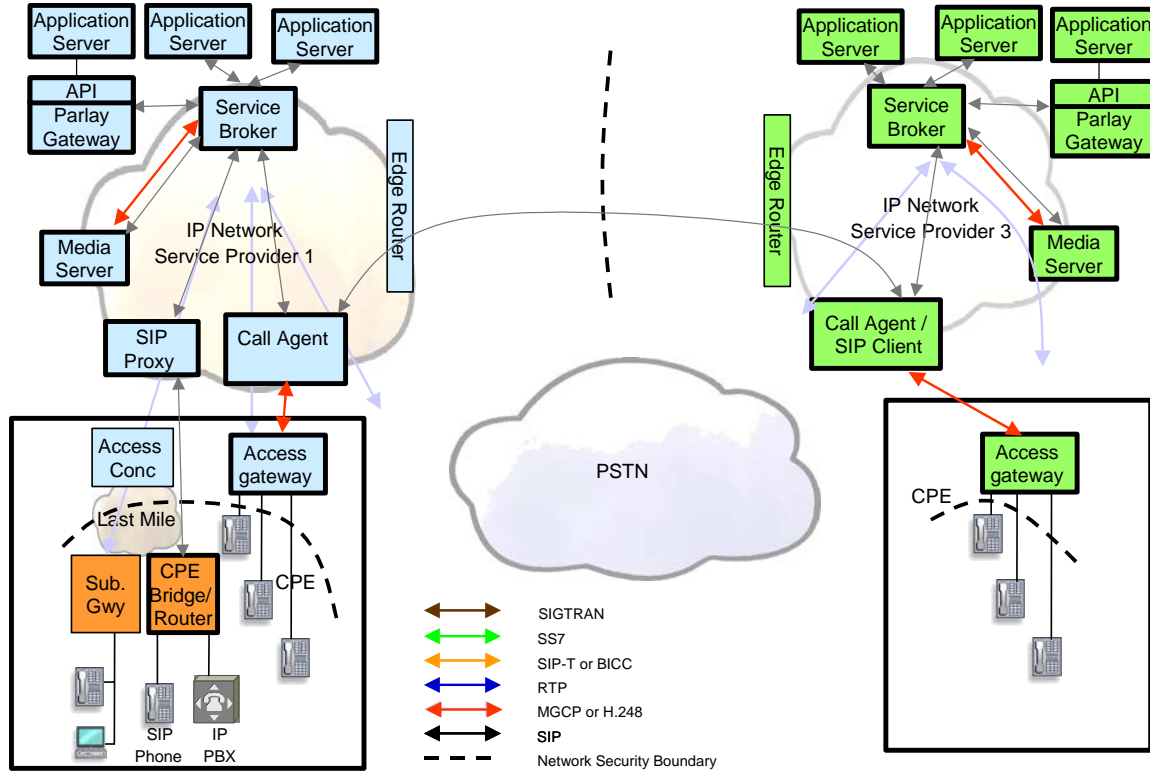 Application
Server
Application
Server
Application
Server
API
Parlay
Gateway
Service
Broker
Edge Router
Media
Server
IP Network
Service Provider 1
SIP
Proxy
Call Agent
Access
Conc
Access
gateway
Last Mile
Sub.
Gwy
CPE
Bridge/
Router
CPE
SIP
Phone
IP
PBX
PSTN
Application
Server
Application
Server
Application
Server
API
Parlay
Gateway
Service
Broker
Edge Router
IP Network
Service Provider 3
Media
Server
Call Agent /
SIP Client
Access
gateway
CPE
SIGTRAN
SS7
SIP-T or BICC
RTP
MGCP or H.248
SIP
Network Security Boundary